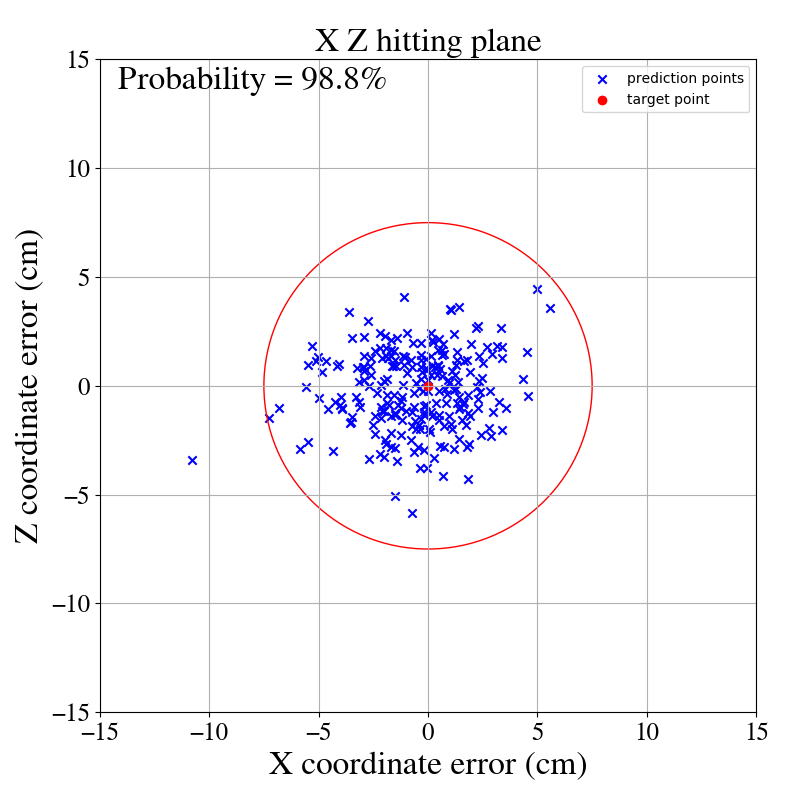 X Z hitting plane
Probability = 98.8%
prediction points
target point
Z coordinate error (cm)
15
10
5
0
−5
−10
−15
−15 −10 −5 0 5 10 15
X coordinate error (cm)